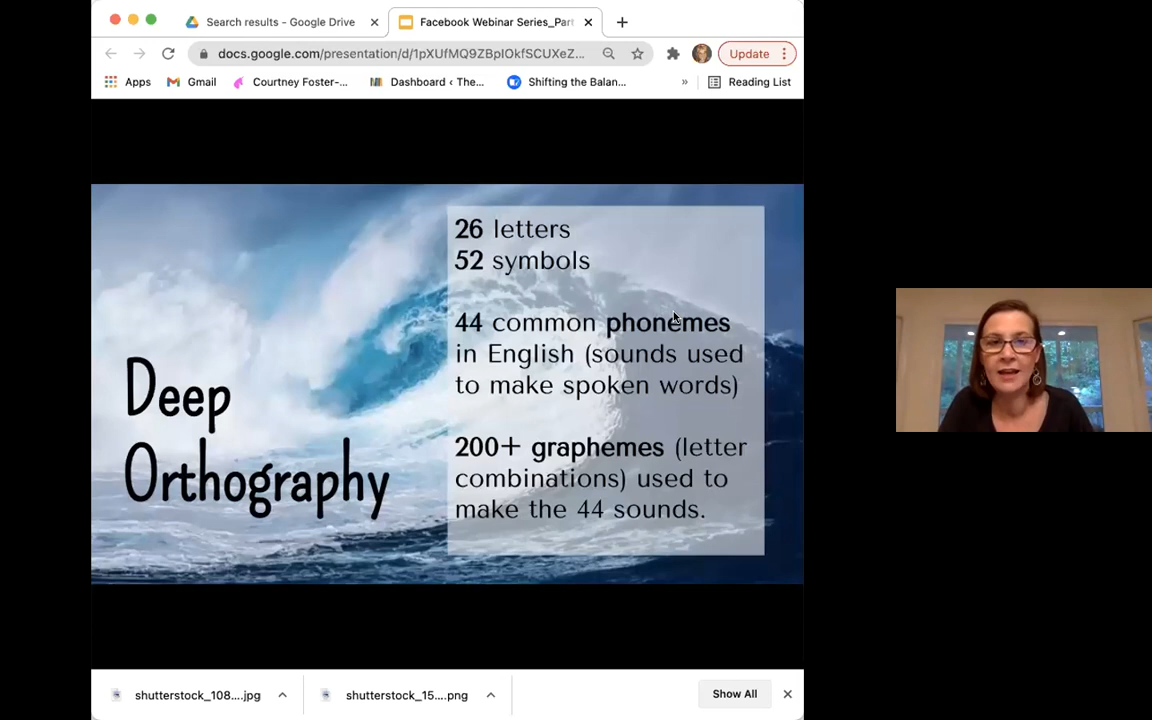 Search results – Google Drive
Facebook Webinar Series_Part
docs.google.com/presentation/d/1pXUfMQ9ZBpIOkfSCUXeZ...
Update
Apps
Gmail
Courtney Foster-...
Dashboard ‹ The...
Shifting the Balan...
»
Reading List
26 letters
52 symbols
44 common phonemes
in English (sounds used
to make spoken words)
Deep
Orthography
200+ graphemes (letter
combinations) used to
make the 44 sounds.
shutterstock_108....jpg
shutterstock_15....png
Show All